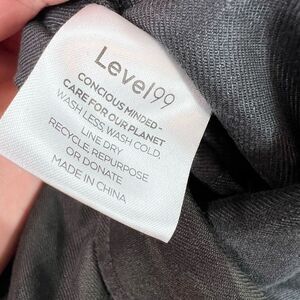 Level99
CONCIOUS MINDED -
CARE FOR OUR PLANET
WASH LESS, WASH COLD,
LINE DRY
RECYCLE, REPURPOSE
OR DONATE
MADE IN CHINA